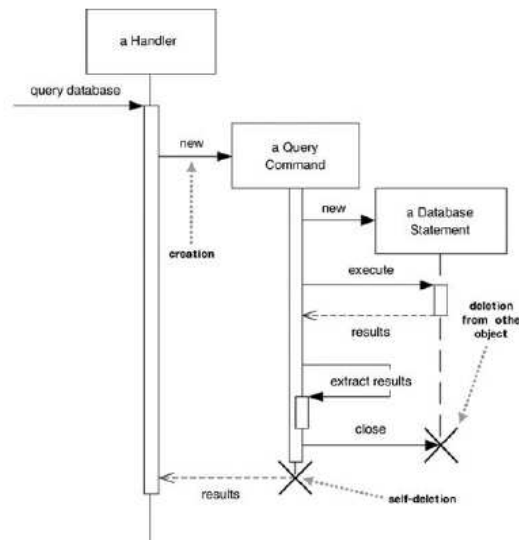 a Handler
query database
new
a Query
Command
new
a Database
Statement
creation
execute
deletion
from othe
object
results
extract results
close
results
self-deletion